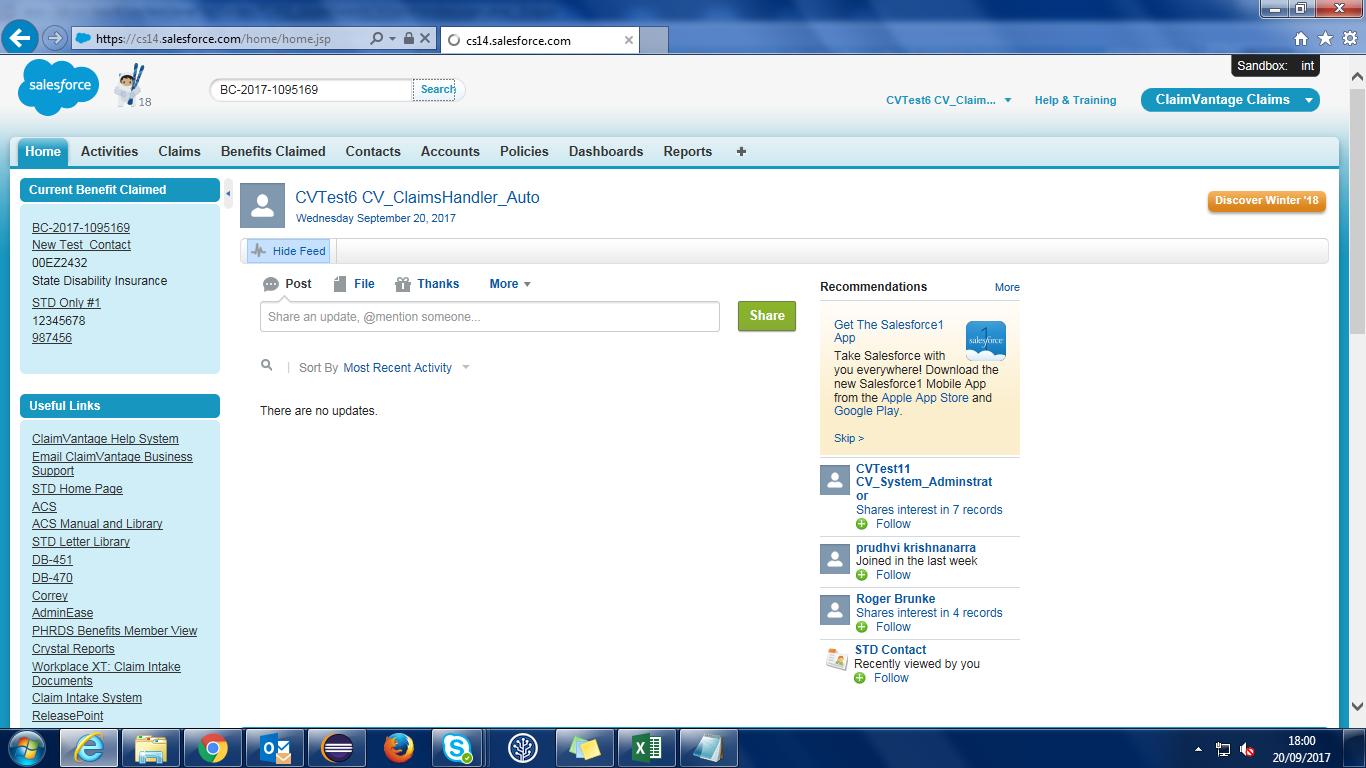 https://cs14.salesforce.com/home/home.jsp
cs14.salesforce.com
Sandbox: int
salesforce
18
BC-2017-1095169
Search
CVTest6 CV_Claim...
Help & Training
ClaimVantage Claims
Home
Activities
Claims
Benefits Claimed
Contacts
Accounts
Policies
Dashboards
Reports
+
Current Benefit Claimed
BC-2017-1095169
New Test_Contact
00EZ2432
State Disability Insurance
STD Only #1
12345678
987456
Useful Links
ClaimVantage Help System
Email ClaimVantage Business
Support
STD Home Page
ACS
ACS Manual and Library
STD Letter Library
DB-451
DB-470
Correy
AdminEase
PHRDS Benefits Member View
Crystal Reports
Workplace XT: Claim Intake
Documents
Claim Intake System
ReleasePoint
CVTest6 CV_ClaimsHandler_Auto
Wednesday September 20, 2017
Discover Winter '18
Hide Feed
Post
File
Thanks
More
Share an update, @mention someone...
Share
Sort By Most Recent Activity
There are no updates.
Recommendations
More
Get The Salesforce1
App
salesforce
1
Take Salesforce with
you everywhere! Download the
new Salesforce1 Mobile App
from the Apple App Store and
Google Play.
Skip >
CVTest11
CV_System_Adminstrat
or
Shares interest in 7 records
Follow
prudhvi krishnanarra
Joined in the last week
Follow
Roger Brunke
Shares interest in 4 records
Follow
STD Contact
Recently viewed by you
Follow
18:00
20/09/2017